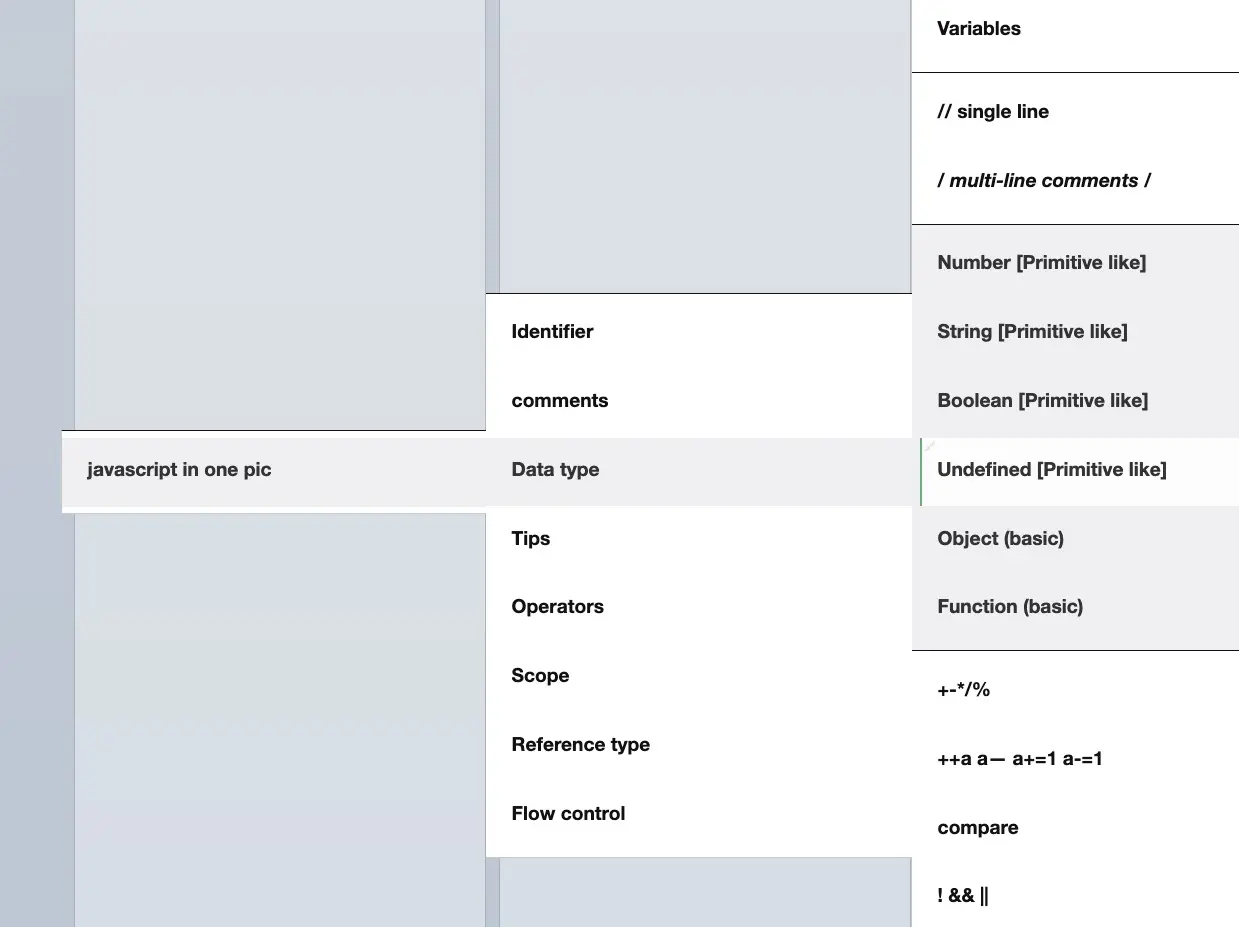 javascript in one pic
Identifier
comments
Data type
Tips
Operators
Scope
Reference type
Flow control
Variables
// single line
/ multi-line comments /
Number [Primitive like]
String [Primitive like]
Boolean [Primitive like]
Undefined [Primitive like]
Object (basic)
Function (basic)
+-*/%
++a a— a+=1 a-=1
compare
! && ||